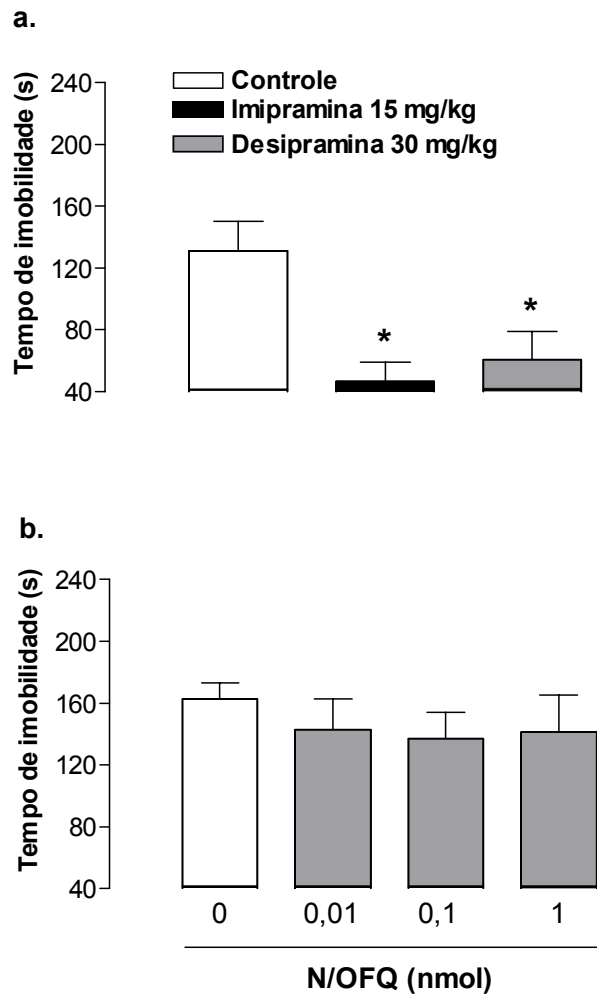 a.
Controle
Imipramina 15 mg/kg
Desipramina 30 mg/kg
Tempo de imobilidade (s)
240
200
160
120
80
40
*
*
b.
Tempo de imobilidade (s)
240
200
160
120
80
40
0 0,01 0,1 1
N/OFQ (nmol)